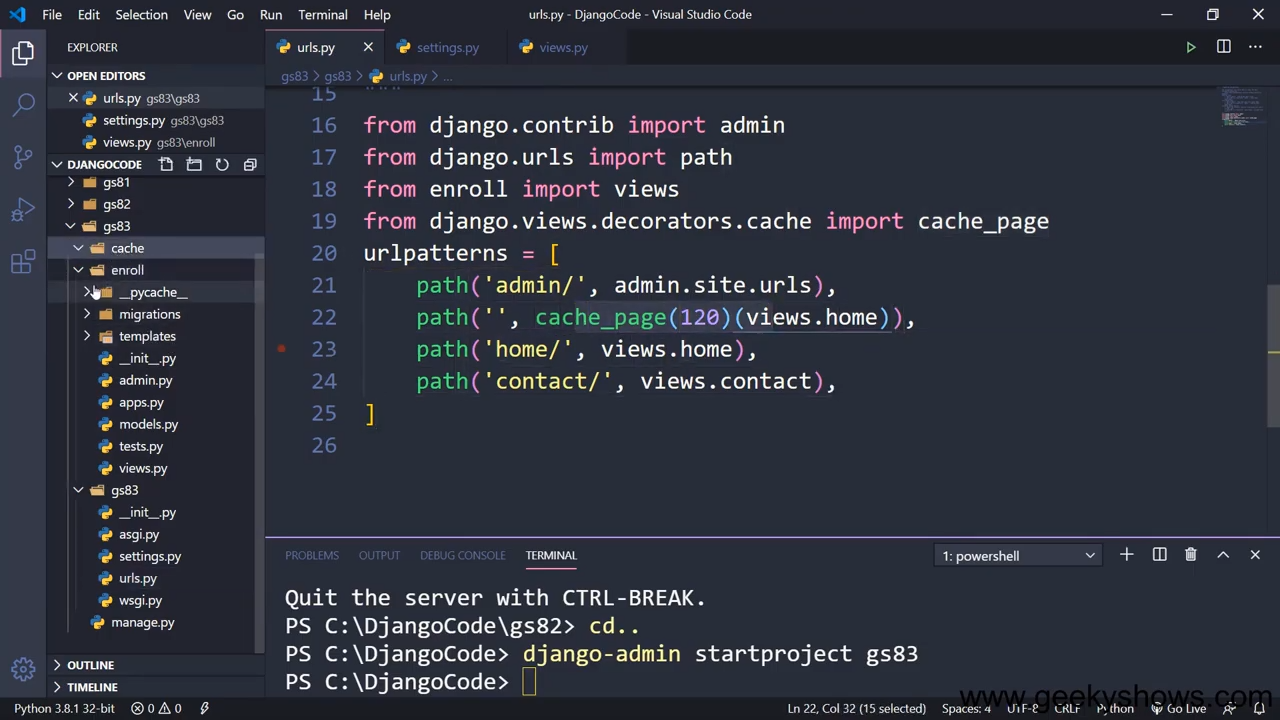 File Edit Selection View Go Run Terminal Help urls.py - DjangoCode - Visual Studio Code
EXPLORER
OPEN EDITORS
urls.py gs83\gs83
settings.py gs83\gs83
views.py gs83\enroll
DJANGOCODE
gs81
gs82
gs83
cache
enroll
__pycache__
migrations
templates
__init__.py
admin.py
apps.py
models.py
tests.py
views.py
gs83
__init__.py
asgi.py
settings.py
urls.py
wsgi.py
manage.py
OUTLINE
TIMELINE
urls.py settings.py views.py
gs83 > gs83 > urls.py > ...
15
16 from django.contrib import admin
17 from django.urls import path
18 from enroll import views
19 from django.views.decorators.cache import cache_page
20 urlpatterns = [
21 path('admin/', admin.site.urls),
22 path('', cache_page(120)(views.home)),
23 path('home/', views.home),
24 path('contact/', views.contact),
25 ]
26
PROBLEMS OUTPUT DEBUG CONSOLE TERMINAL 1: powershell
Quit the server with CTRL-BREAK.
PS C:\DjangoCode\gs82> cd..
PS C:\DjangoCode> django-admin startproject gs83
PS C:\DjangoCode>
www.geekyshows.com
Python 3.8.1 32-bit 0 0 Ln 22, Col 32 (15 selected) Spaces: 4 UTF-8 CRLF Python Go Live